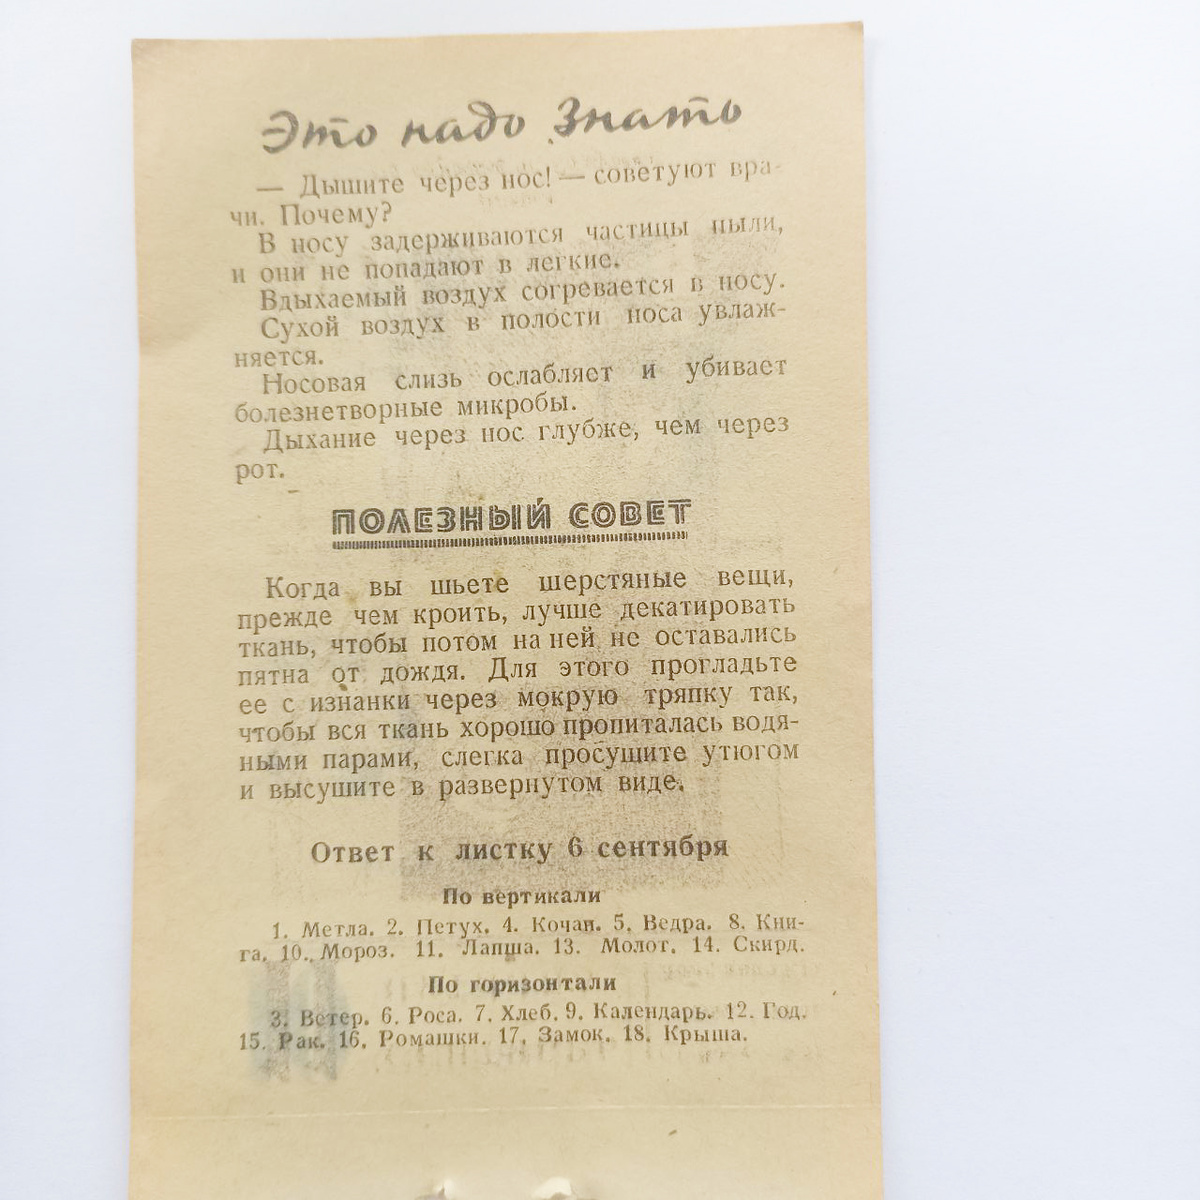 Это надо знать
— Дышите через нос! — советуют вра-
чи. Почему?
В носу задерживаются частицы пыли,
и они не попадают в легкие.
Вдыхаемый воздух согревается в носу.
Сухой воздух в полости носа увлаж-
няется.
Носовая слизь ослабляет и убивает
болезнетворные микробы.
Дыхание через нос глубже, чем через
рот.
ПОЛЕЗНЫЙ СОВЕТ
Когда вы шьете шерстяные вещи,
прежде чем кроить, лучше декатировать
ткань, чтобы потом на ней не оставались
пятна от дождя. Для этого прогладьте
ее с изнанки через мокрую тряпку так,
чтобы вся ткань хорошо пропиталась водя-
ными парами, слегка просушите утюгом
и высушите в развернутом виде.
Ответ к листку 6 сентября
По вертикали
1. Метла. 2. Петух. 4. Кочан. 5. Ведра. 8. Кни-
га. 10. Мороз. 11. Лапша. 13. Молот. 14. Скирд.
По горизонтали
3. Ветер. 6. Роса. 7. Хлеб. 9. Календарь. 12. Год.
15. Рак. 16. Ромашки. 17. Замок. 18. Крыша.